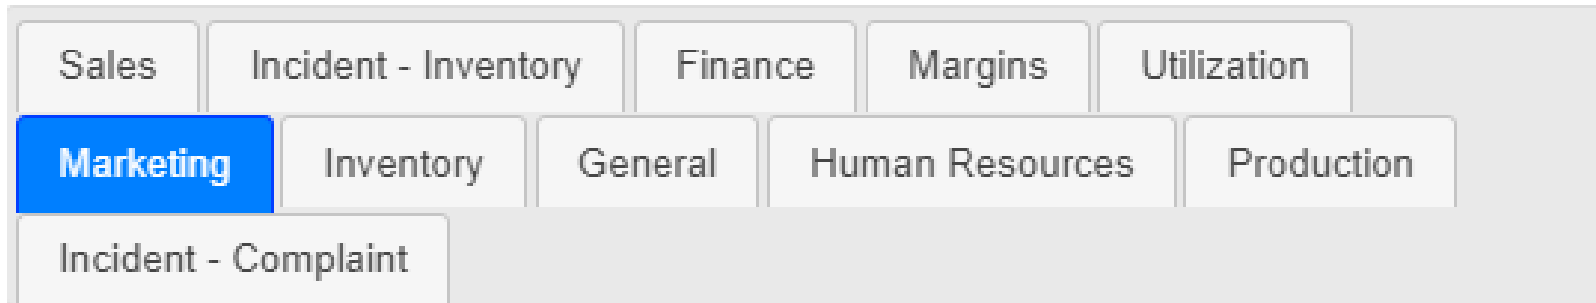 Sales Incident - Inventory Finance Margins Utilization
Marketing Inventory General Human Resources Production
Incident - Complaint